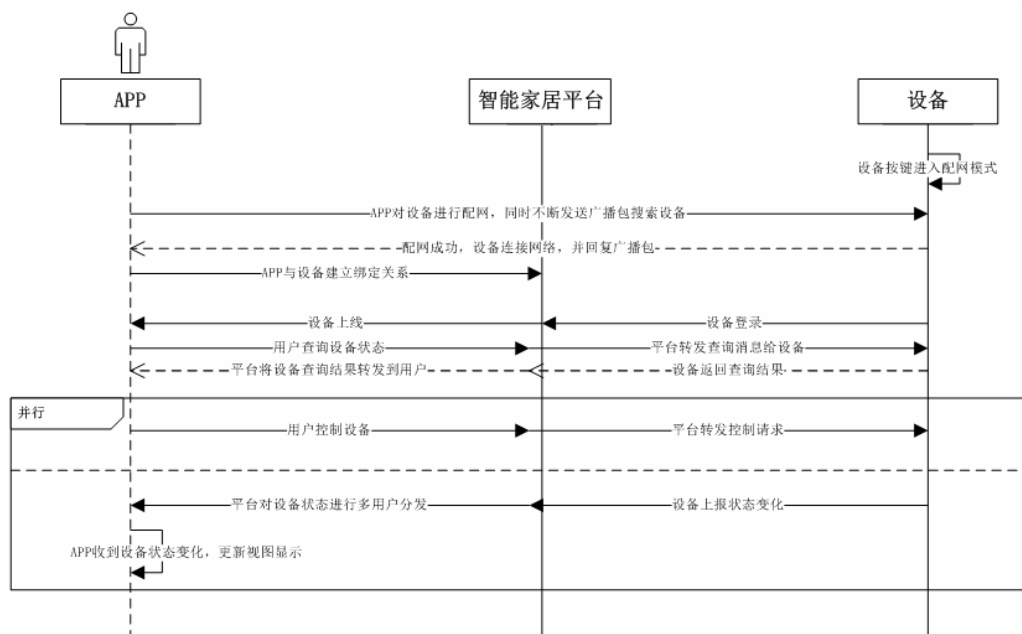 APP
智能家居平台
设备
设备按键进入配网模式
APP对设备进行配网，同时不断发送广播包搜索设备
配网成功，设备连接网络，并回复广播包
APP与设备建立绑定关系
设备上线
设备登录
用户查询设备状态
平台转发查询消息给设备
平台将设备查询结果转发到用户
设备返回查询结果
并行
用户控制设备
平台转发控制请求
平台对设备状态进行多用户分发
设备上报状态变化
APP收到设备状态变化，更新视图显示